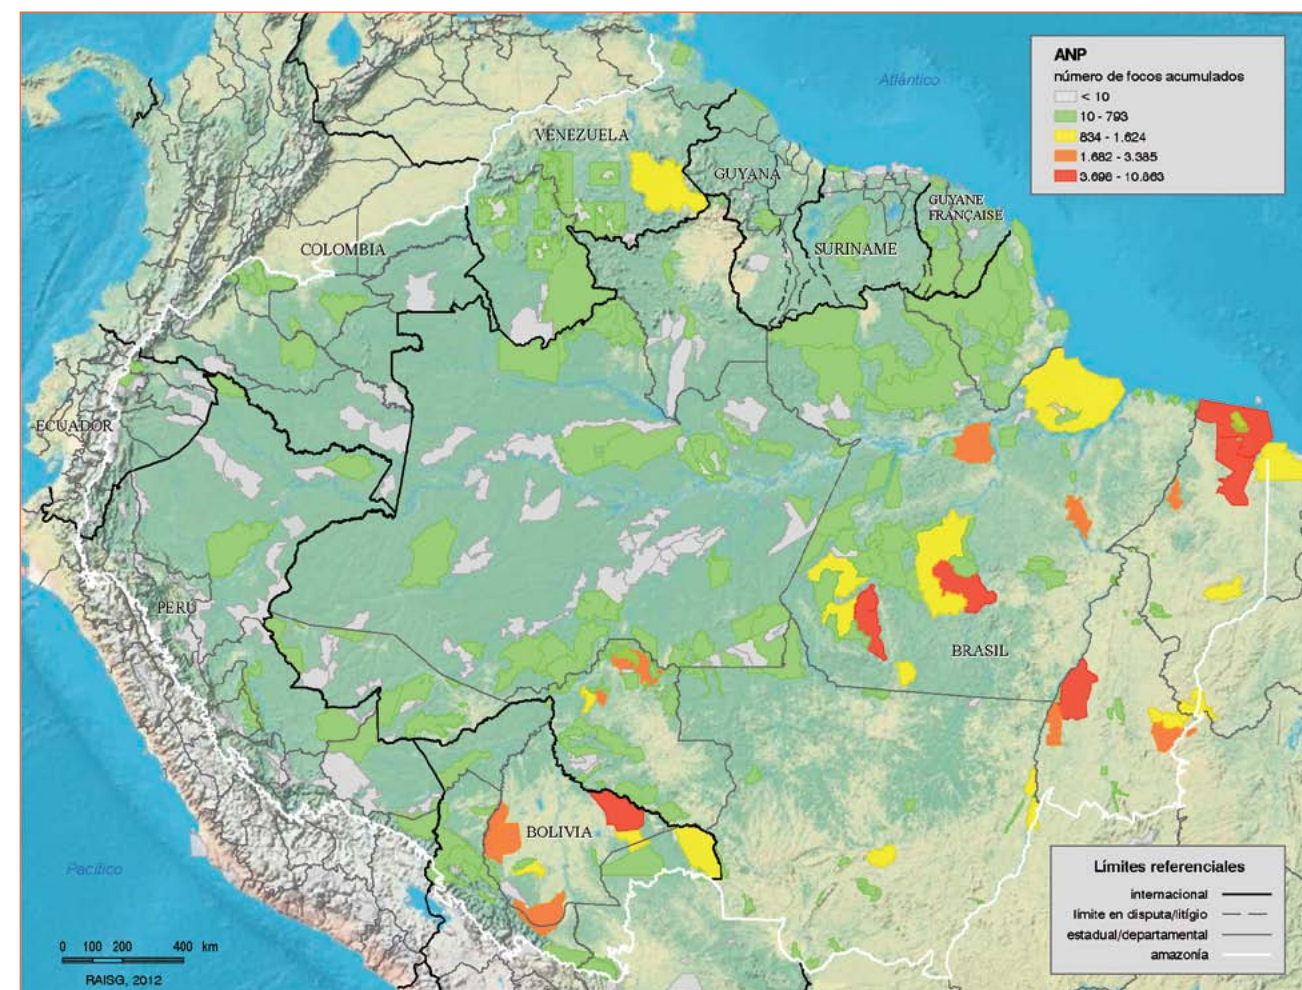 Atlántico
ANP
número de focos acumulados
< 10
10 - 793
834 - 1.624
1.682 - 3.385
3.698 - 10.863
VENEZUELA
GUYANA
GUYANE
FRANÇAISE
COLOMBIA
SURINAME
ECUADOR
PERÚ
BRASIL
BOLIVIA
Pacífico
Límites referenciales
internacional
límite en disputa/litígio
estadual/departamental
amazonía
0 100 200 400 km
RAISG, 2012